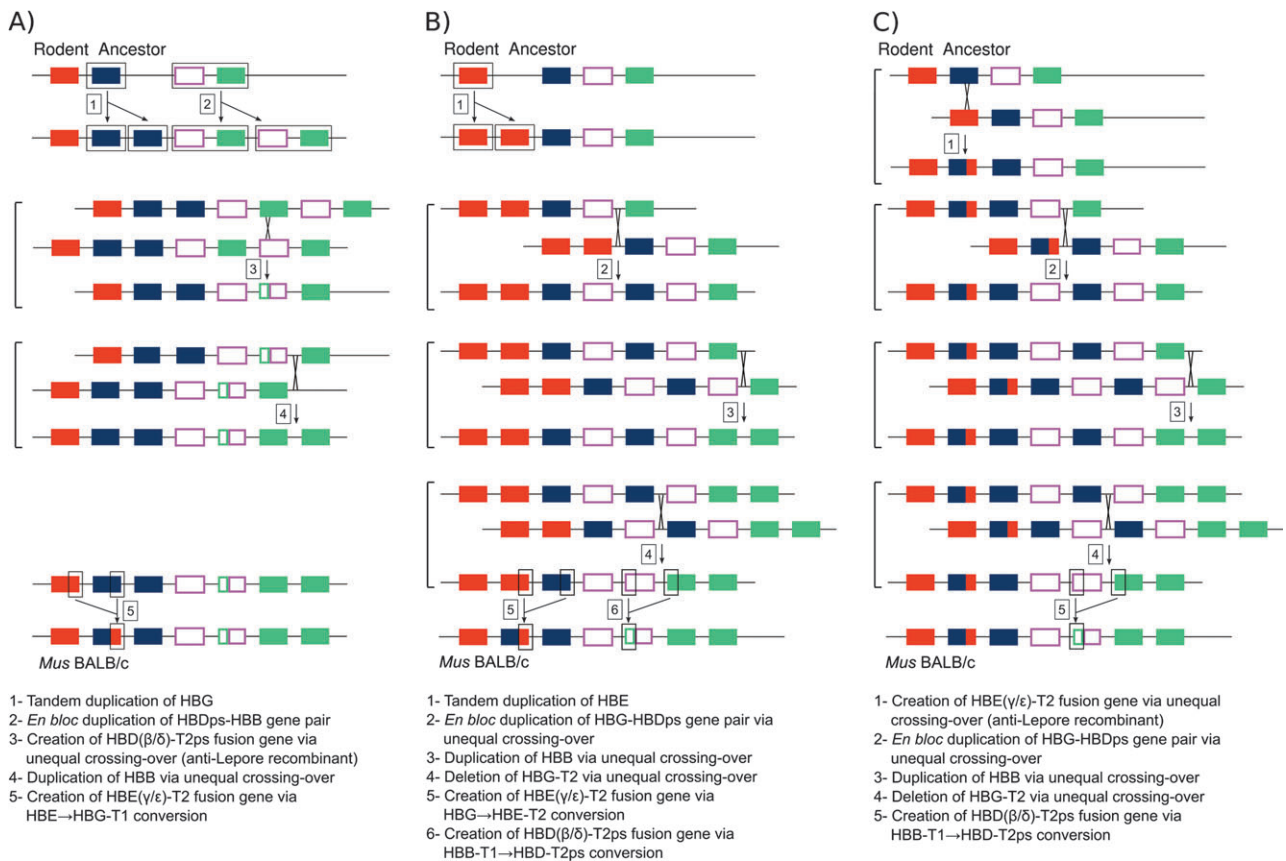 A)
Rodent Ancestor
1
2
3
4
5
Mus BALB/c
1- Tandem duplication of HBG
2- En bloc duplication of HBDps-HBB gene pair
3- Creation of HBD(β/δ)-T2ps fusion gene via
unequal crossing-over (anti-Lepore recombinant)
4- Duplication of HBB via unequal crossing-over
5- Creation of HBE(γ/ε)-T2 fusion gene via
HBE→HBG-T1 conversion
B)
Rodent Ancestor
1
2
3
4
5
6
Mus BALB/c
1- Tandem duplication of HBE
2- En bloc duplication of HBG-HBDps gene pair via
unequal crossing-over
3- Duplication of HBB via unequal crossing-over
4- Deletion of HBG-T2 via unequal crossing-over
5- Creation of HBE(γ/ε)-T2 fusion gene via
HBG→HBE-T2 conversion
6- Creation of HBD(β/δ)-T2ps fusion gene via
HBB-T1→HBD-T2ps conversion
C)
Rodent Ancestor
1
2
3
4
5
Mus BALB/c
1- Creation of HBE(γ/ε)-T2 fusion gene via unequal
crossing-over (anti-Lepore recombinant)
2- En bloc duplication of HBG-HBDps gene pair via
unequal crossing-over
3- Duplication of HBB via unequal crossing-over
4- Deletion of HBG-T2 via unequal crossing-over
5- Creation of HBD(β/δ)-T2ps fusion gene via
HBB-T1→HBD-T2ps conversion